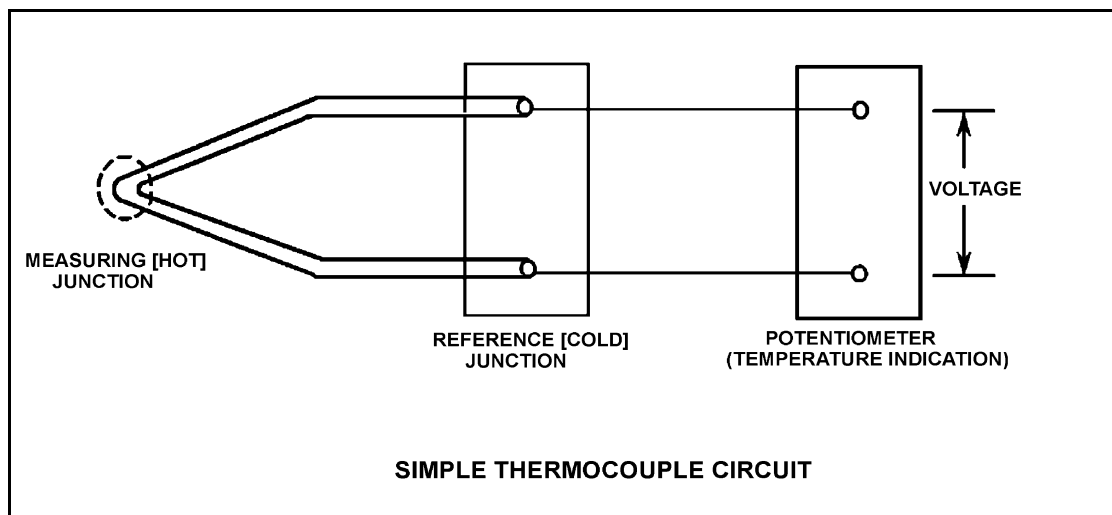 VOLTAGE
MEASURING [HOT]
JUNCTION
REFERENCE [COLD]
JUNCTION
POTENTIOMETER
(TEMPERATURE INDICATION)
SIMPLE THERMOCOUPLE CIRCUIT